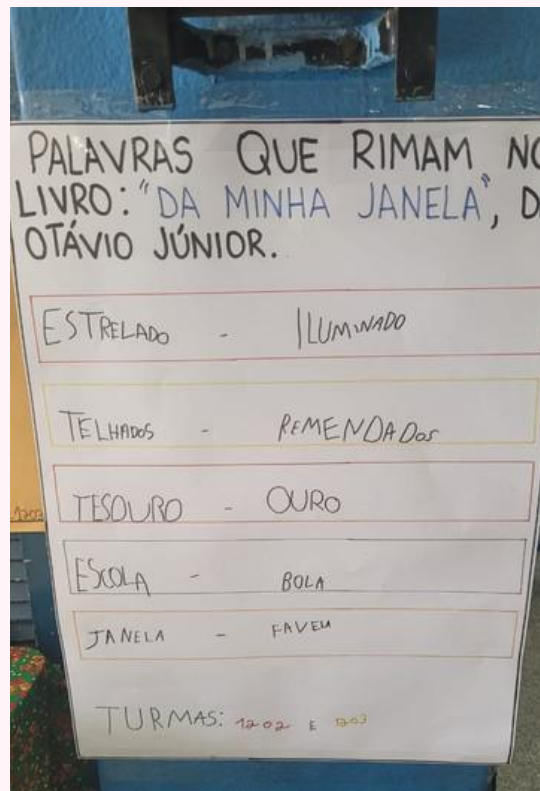 PALAVRAS QUE RIMAM NO
LIVRO: "DA MINHA JANELA", D
OTÁVIO JÚNIOR.
ESTRELADO - ILUMINADO
TELHADOS - REMENDADOS
TESOURO - OURO
ESCOLA - BOLA
JANELA - FAVELA
1203
TURMAS: 1202 E 1203